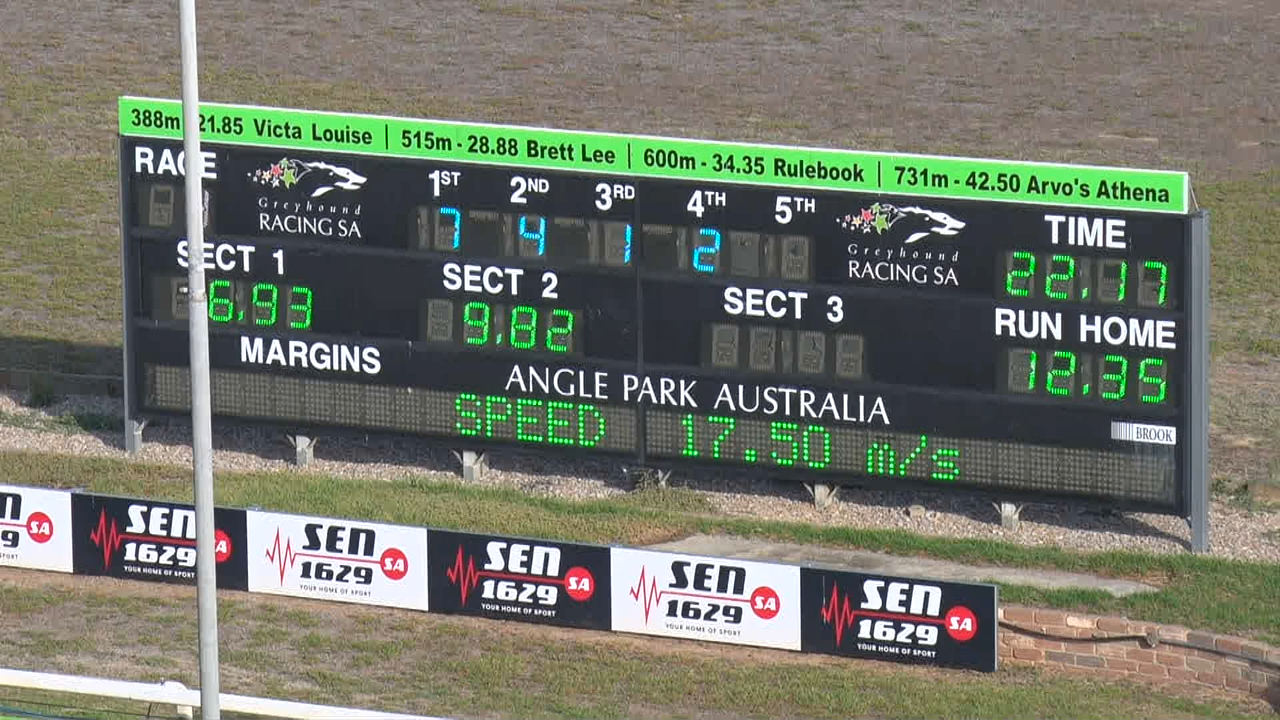 388m 21.85 Victa Louise | 515m - 28.88 Brett Lee | 600m - 34.35 Rulebook | 731m - 42.50 Arvo's Athena
RACE
Greyhound
RACING SA
1ST 2ND 3RD 4TH 5TH
7 4 1 2
Greyhound
RACING SA
TIME
22.17
SECT 1
6.93
SECT 2
9.82
SECT 3
RUN HOME
12.35
MARGINS
ANGLE PARK AUSTRALIA
SPEED 17.50 m/s
BROOK
9 SA
SEN
1629 SA
YOUR HOME OF SPORT
SEN
1629 SA
YOUR HOME OF SPORT
SEN
1629 SA
YOUR HOME OF SPORT
SEN
1629 SA
YOUR HOME OF SPORT
SEN
1629 SA
YOUR HOME OF SPORT